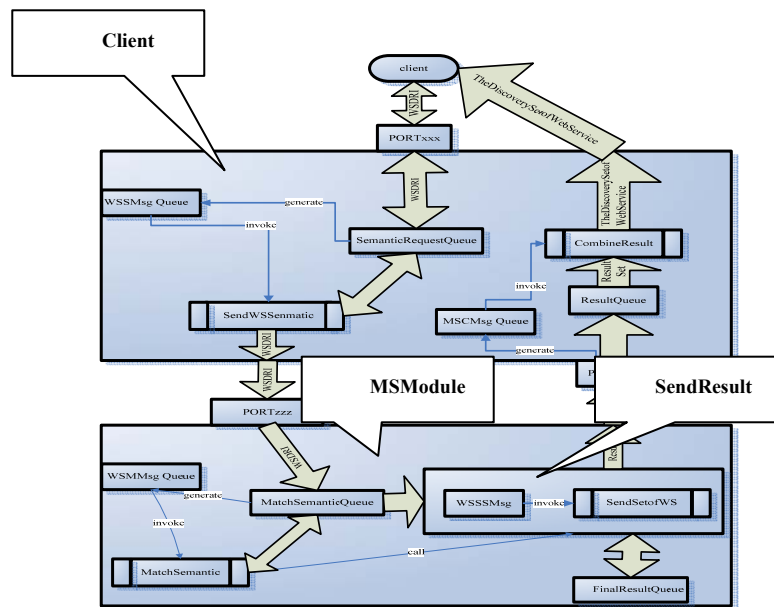 Client
client
WSDRI
TheDiscoverySetofWebService
PORTxxx
WSDRI
TheDiscoverySetof
WebService
WSSMsg Queue
generate
invoke
SemanticRequestQueue
CombineResult
Result
Set
invoke
ResultQueue
SendWSSenmatic
MSCMsg Queue
generate
WSDRI
WSDRI
MSModule
SendResult
PORTzzz
WSDRI
WSMMsg Queue
generate
MatchSemanticQueue
WSSSMsg
invoke
SendSetofWS
invoke
call
MatchSemantic
FinalResultQueue